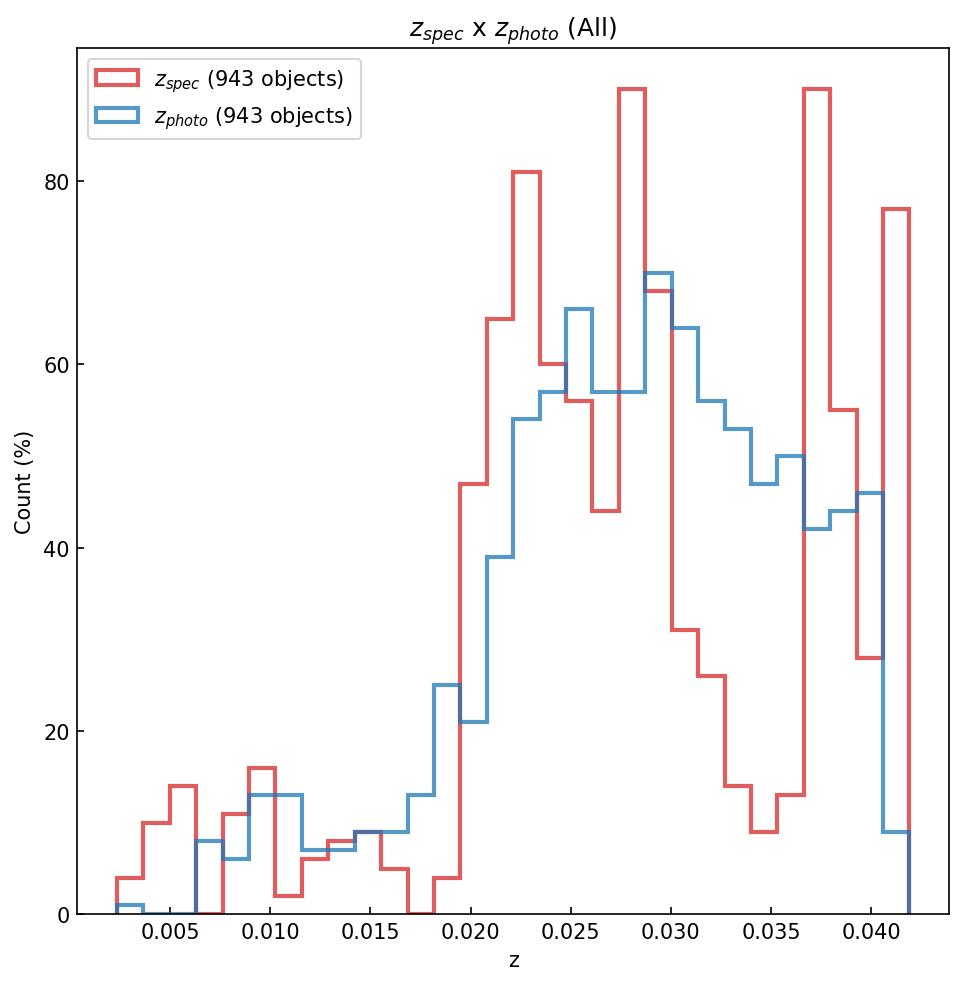 z_spec x z_photo (All)
z_spec (943 objects)
z_photo (943 objects)
Count (%)
80
60
40
20
0
0.005 0.010 0.015 0.020 0.025 0.030 0.035 0.040
z